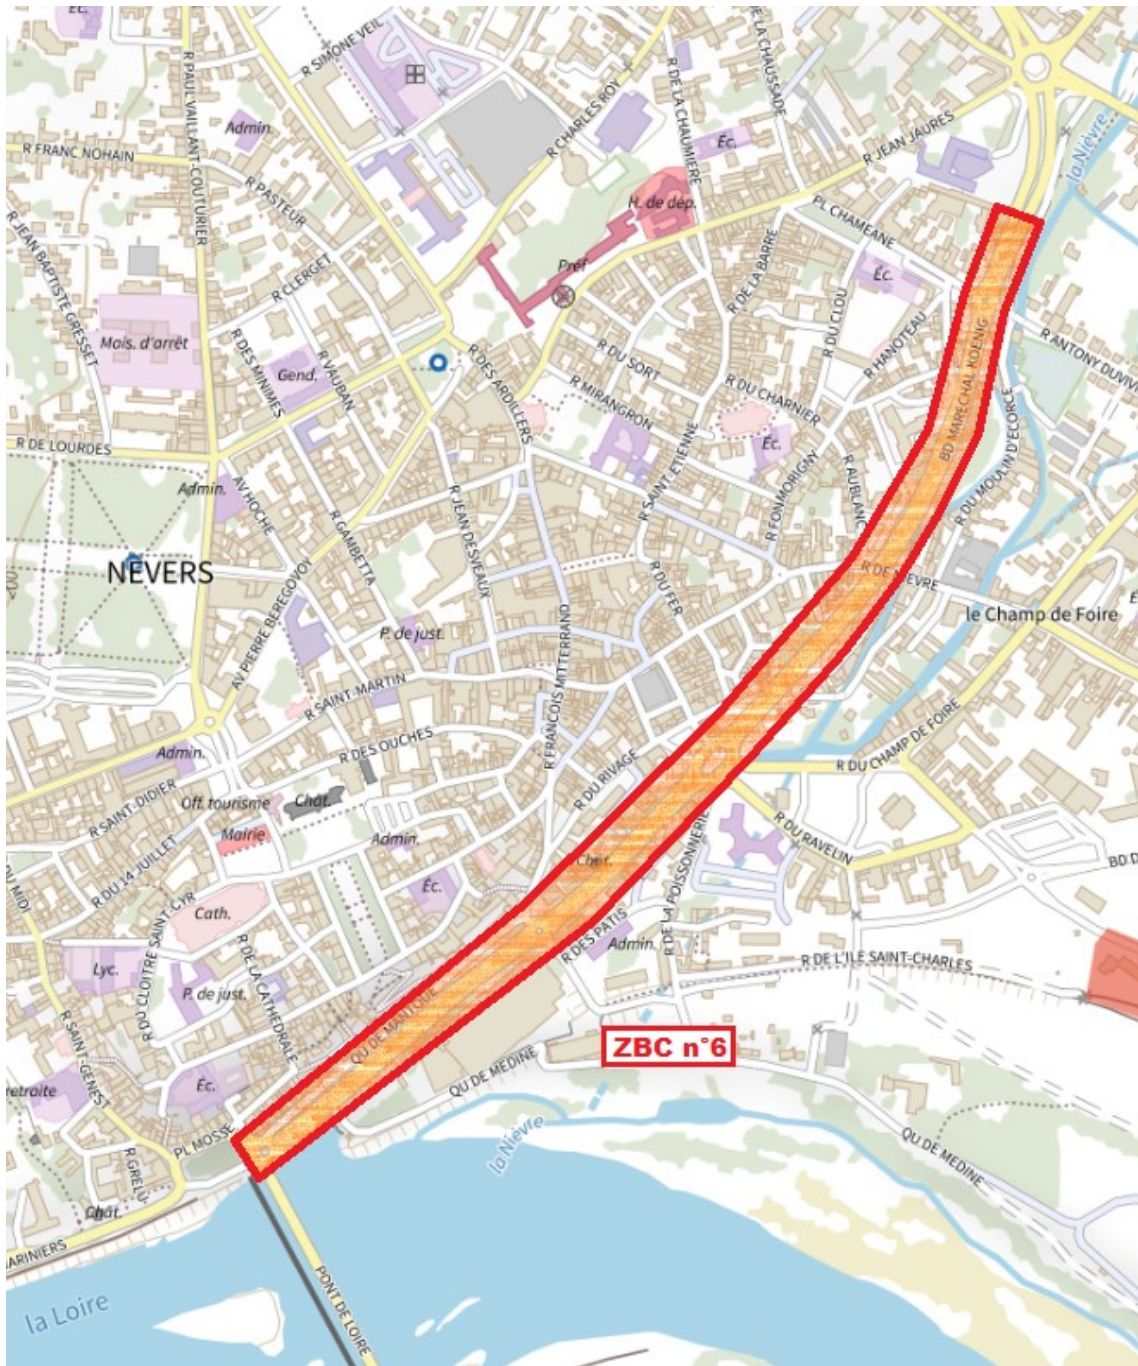 Éc.
R SIMONE VEIL
DE LA CHAUSSADE
R PAUL VAILLANT-COUTURIER
R CHARLES ROY
R DE LA CHAUMIERE
Admin.
Éc.
R JEAN JAURES
la Nièvre
R FRANC NOHAIN
R PASTEUR
H. de dép.
PL CHAMEANE
R JEAN BAPTISTE GRESSET
R CLERGET
Préf.
R DE LA BARRE
Éc.
Mais. d'arrêt
R DES MINIMES
R VAUBAN
Gend.
R DES ARDILLERS
R DU SORT
R DU CLOU
R HANOTEAU
BD MARECHAL KOENIG
R ANTONY DUVIV
R MIRANGRON
R DU CHARNIER
R DE LOURDES
Éc.
R DU MOULIN D'ECORCE
Admin.
AV HOCHE
R GAMBETTA
R JEAN DESVEAUX
R SAINT-ETIENNE
R FONMORIGNY
R AUBLANC
NEVERS
200
R DU FER
R DE NIEVRE
le Champ de Foire
AV PIERRE BEREGOVOY
P. de just.
R FRANCOIS MITTERRAND
R SAINT-MARTIN
R DES OUCHES
Admin.
R DU RIVAGE
R DU CHAMP DE FOIRE
R SAINT-DIDIER
Off. tourisme
Chât.
Mairie
Admin.
R DU RAVELIN
R DU 14 JUILLET
Éc.
R DE LA POISSONNERIE
BD D
DU MIDI
R DU CLOITRE SAINT-CYR
Cath.
R DES PATIS
Admin.
Lyc.
R DE LA CATHEDRALE
R DE L'ILE SAINT-CHARLES
P. de just.
QU DE MANTOUE
R SAINT-GENEST
ZBC n°6
retraite
Éc.
QU DE MEDINE
PL MOSSE
R GRELU
la Nièvre
QU DE MEDINE
Chât.
MARINIERS
PONT DE LOIRE
la Loire